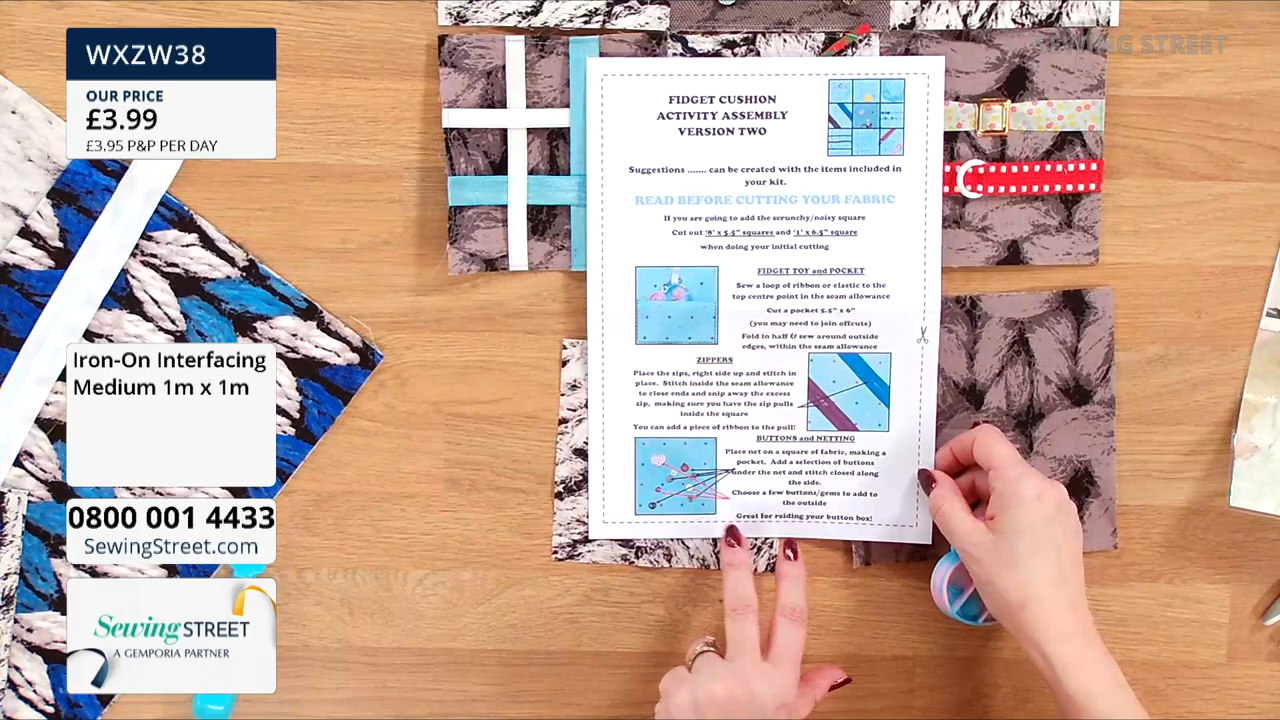 WXZW38
OUR PRICE
£3.99
£3.95 P&P PER DAY
Iron-On Interfacing
Medium 1m x 1m
0800 001 4433
SewingStreet.com
Sewing STREET
A GEMPORIA PARTNER
SEWING STREET
FIDGET CUSHION
ACTIVITY ASSEMBLY
VERSION TWO
Suggestions ....... can be created with the items included in
your kit.
READ BEFORE CUTTING YOUR FABRIC
If you are going to add the scrunchy/noisy square
Cut out '8' x 5.5" squares and '1' x 6.5" square
when doing your initial cutting
FIDGET TOY and POCKET
Sew a loop of ribbon or elastic to the
top centre point in the seam allowance
Cut a pocket 5.5" x 6"
(you may need to join offcuts)
Fold in half & sew around outside
edges, within the seam allowance
ZIPPERS
Place the zips, right side up and stitch in
place. Stitch inside the seam allowance
to close ends and snip away the excess
zip, making sure you have the zip pulls
inside the square
You can add a piece of ribbon to the pull!
BUTTONS and NETTING
Place net on a square of fabric, making a
pocket. Add a selection of buttons
under the net and stitch closed along
the side.
Choose a few buttons/gems to add to
the outside
Great for raiding your button box!